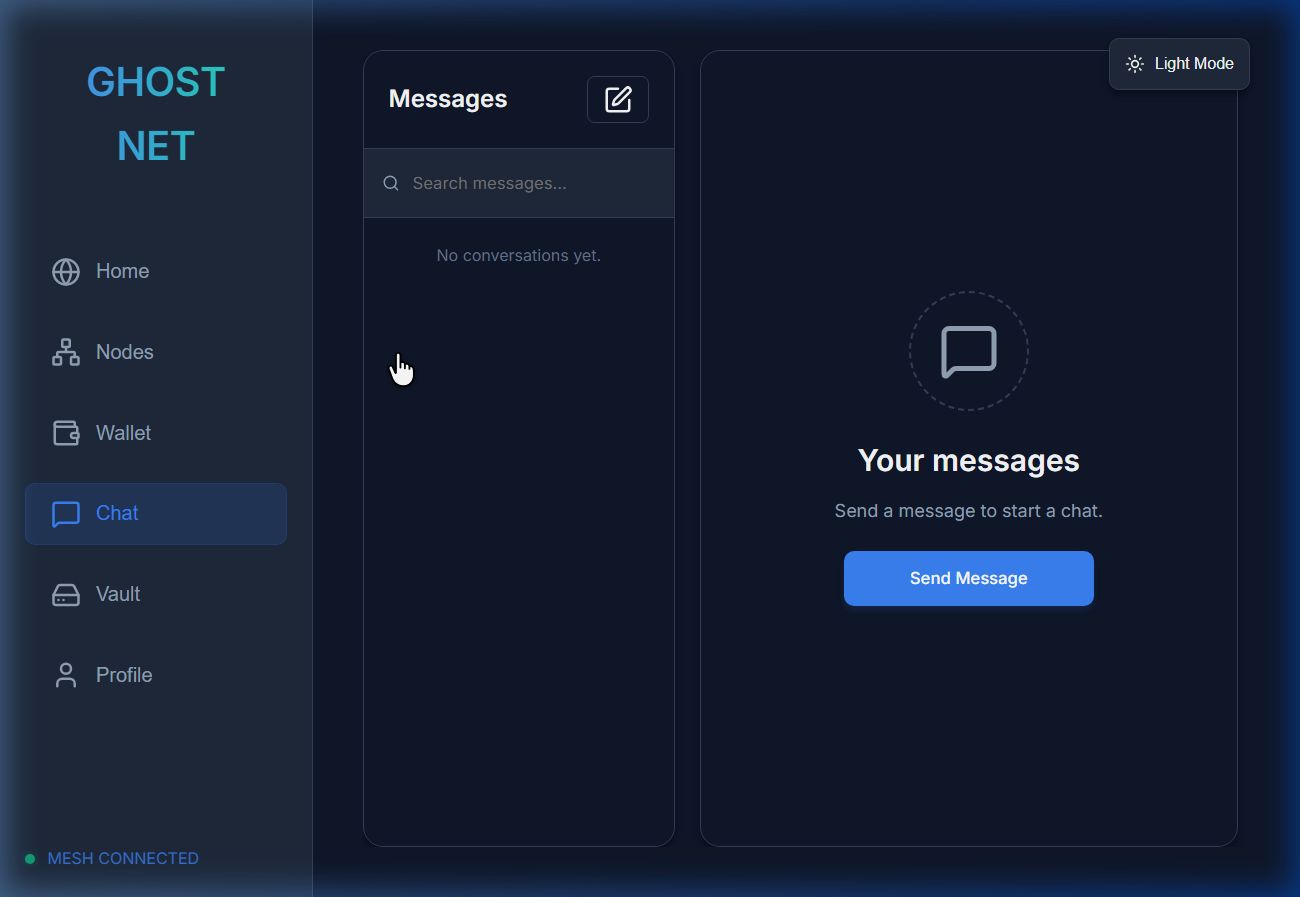 GHOST
NET
Home
Nodes
Wallet
Chat
Vault
Profile
MESH CONNECTED
Messages
Search messages...
No conversations yet.
Light Mode
Your messages
Send a message to start a chat.
Send Message